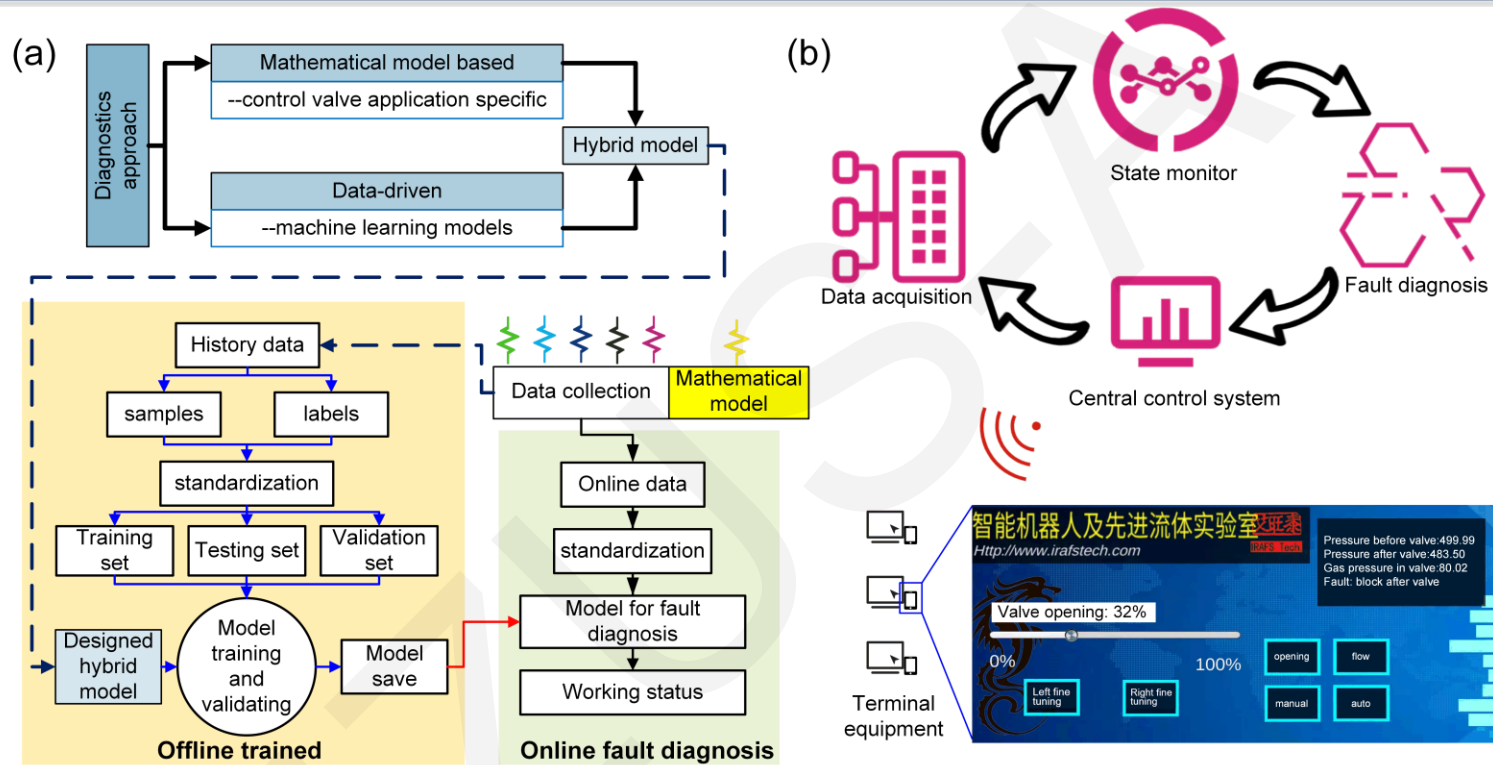 (a)
Diagnostics
approach
Mathematical model based
--control valve application specific
Hybrid model
Data-driven
--machine learning models
History data
samples
labels
standardization
Training
set
Testing set
Validation
set
Designed
hybrid
model
Model
training
and
validating
Model
save
Offline trained
Data collection
Mathematical
model
Online data
standardization
Model for fault
diagnosis
Working status
Online fault diagnosis
(b)
State monitor
Data acquisition
Fault diagnosis
Central control system
Terminal
equipment
智能机器人及先进流体实验室
Http://www.irafstech.com
IRAFS Tech
Pressure before valve:499.99
Pressure after valve:483.50
Gas pressure in valve:80.02
Fault: block after valve
Valve opening: 32%
0%
100%
Left fine
tuning
Right fine
tuning
opening
flow
manual
auto